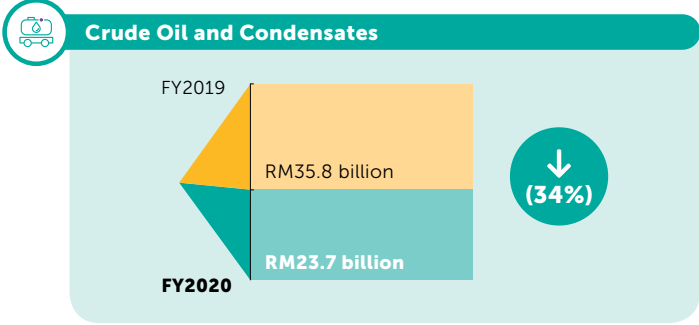 Crude Oil and Condensates
FY2019
RM35.8 billion
(34%)
RM23.7 billion
FY2020